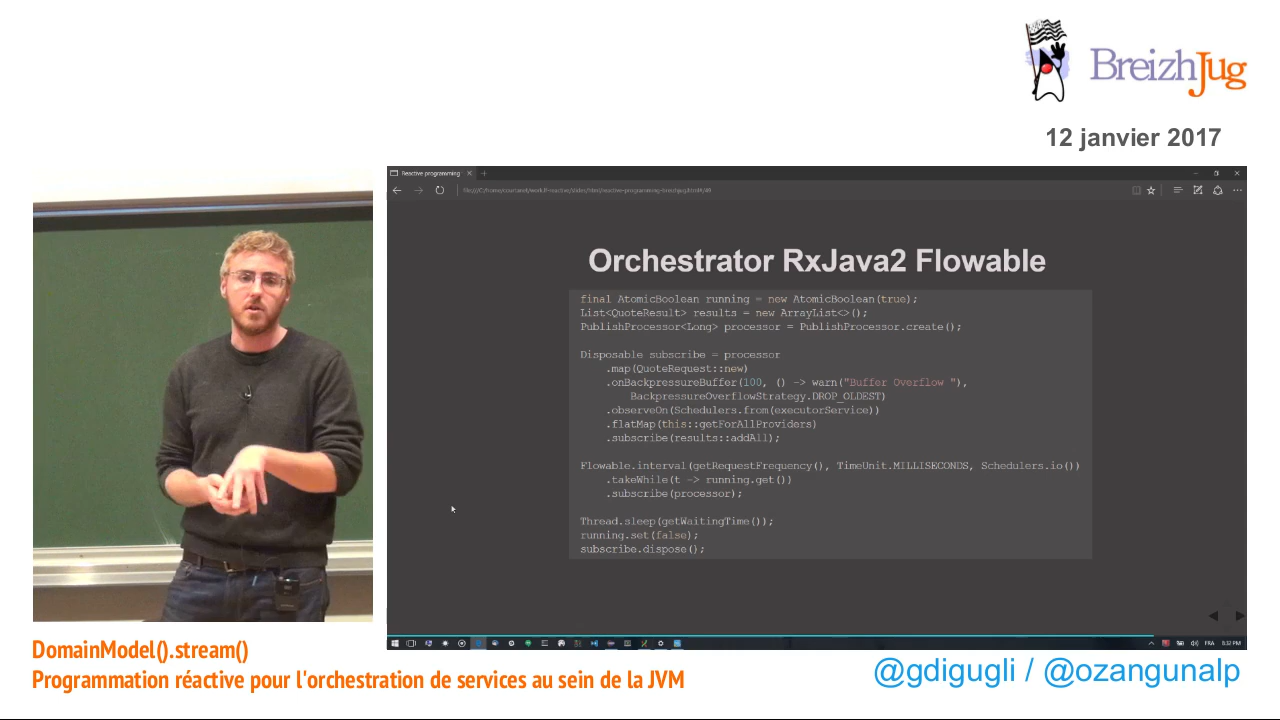 BreizhJug
12 janvier 2017
Reactive programming
Orchestrator RxJava2 Flowable
final AtomicBoolean running = new AtomicBoolean(true);
List<QuoteResult> results = new ArrayList<>();
PublishProcessor<Long> processor = PublishProcessor.create();
Disposable subscribe = processor
.map(QuoteRequest::new)
.onBackpressureBuffer(100, () -> warn("Buffer Overflow "),
BackpressureOverflowStrategy.DROP_OLDEST)
.observeOn(Schedulers.from(executorService))
.flatMap(this::getForAllProviders)
.subscribe(results::addAll);
Flowable.interval(getRequestFrequency(), TimeUnit.MILLISECONDS, Schedulers.io())
.takeWhile(t -> running.get())
.subscribe(processor);
Thread.sleep(getWaitingTime());
running.set(false);
subscribe.dispose();
FRA 8:32 PM
DomainModel().stream()
Programmation réactive pour l'orchestration de services au sein de la JVM
@gdigugli / @ozangunalp